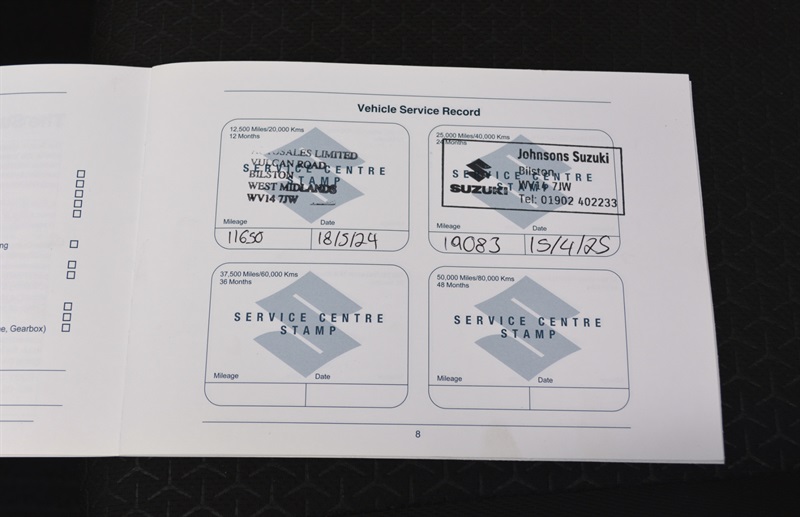 Vehicle Service Record
12,500 Miles/20,000 Kms
12 Months
SALES LIMITED
VULCAN ROAD
BILSTON
WEST MIDLANDS
WV14 7JW
SERVICE CENTRE
STAMP
Mileage Date
11650 18/5/24
25,000 Miles/40,000 Kms
24 Months
Johnsons Suzuki
Bilston
WV14 7JW
Tel: 01902 402233
SUZUKI
SERVICE CENTRE
STAMP
Mileage Date
19083 15/4/25
37,500 Miles/60,000 Kms
36 Months
SERVICE CENTRE
STAMP
Mileage Date
50,000 Miles/80,000 Kms
48 Months
SERVICE CENTRE
STAMP
Mileage Date
8
ng
e, Gearbox)